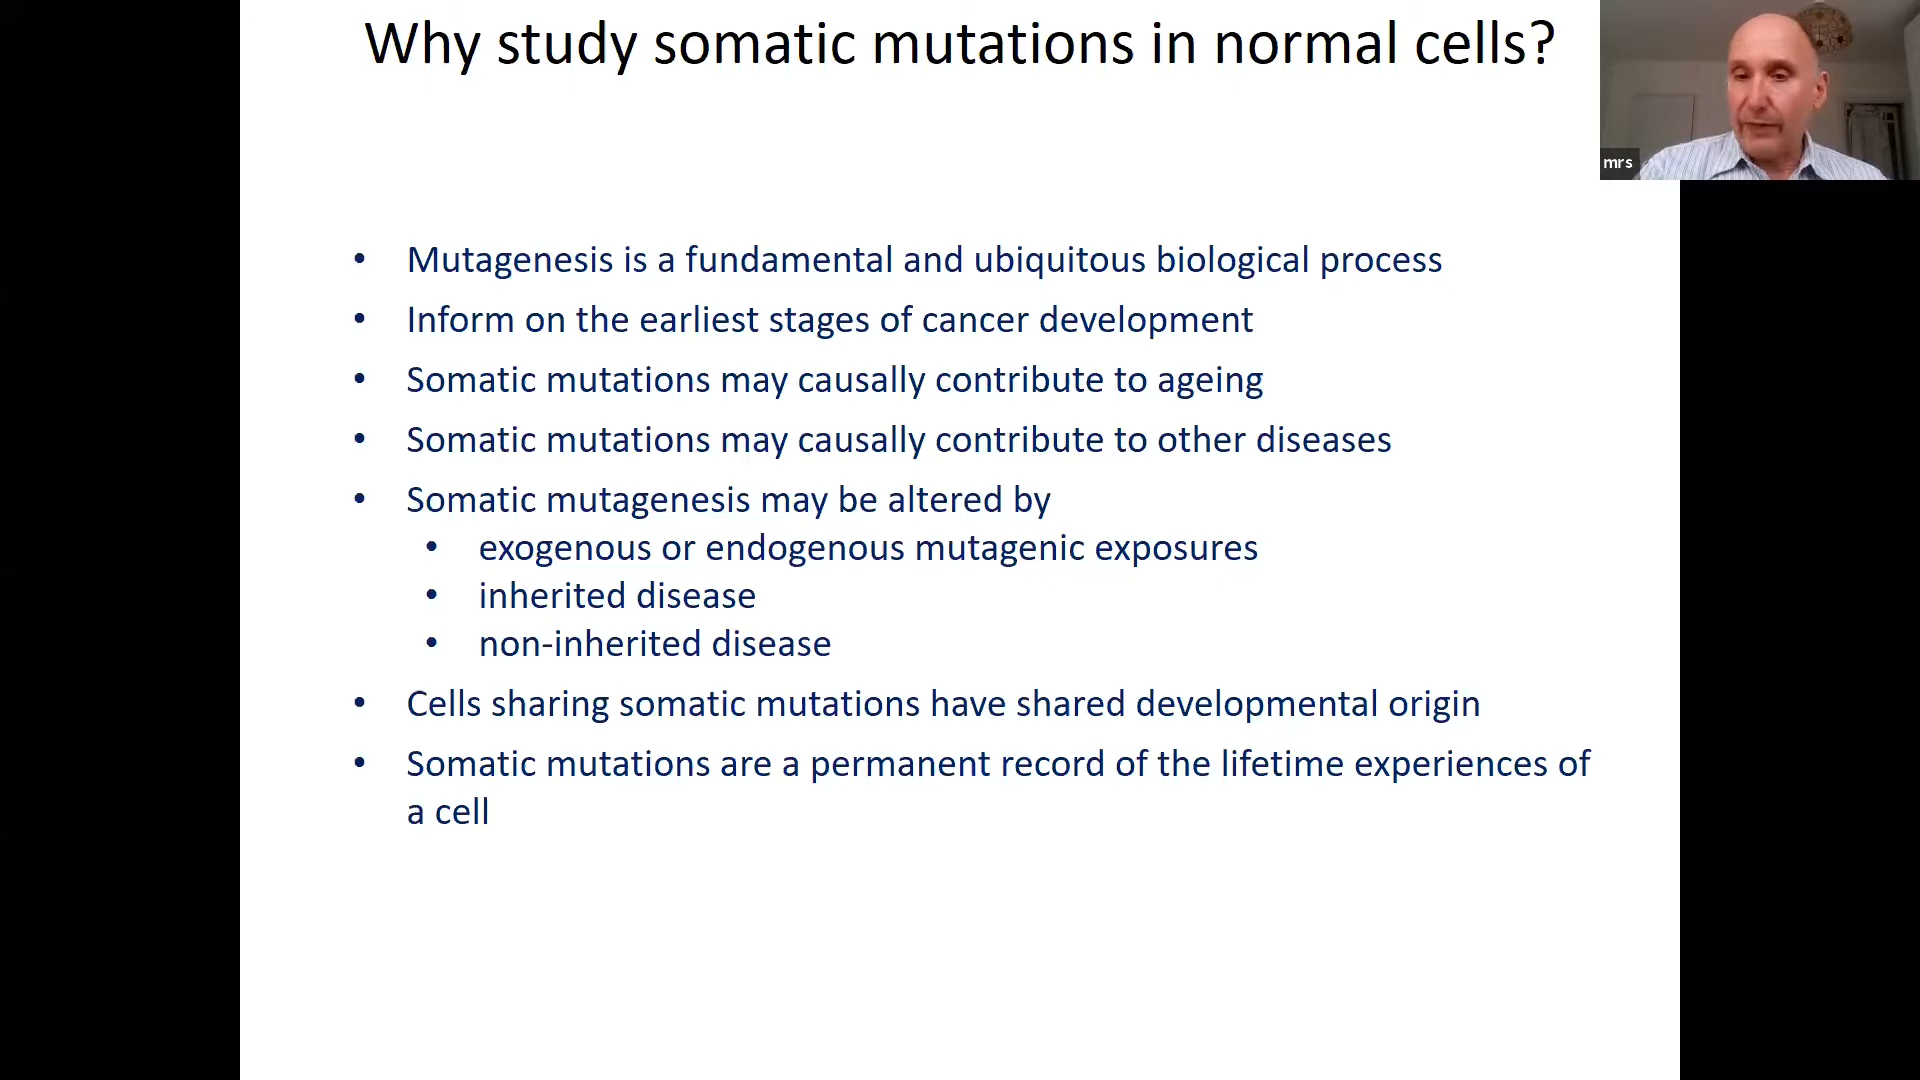 Why study somatic mutations in normal cells?
mrs
• Mutagenesis is a fundamental and ubiquitous biological process
• Inform on the earliest stages of cancer development
• Somatic mutations may causally contribute to ageing
• Somatic mutations may causally contribute to other diseases
• Somatic mutagenesis may be altered by
• exogenous or endogenous mutagenic exposures
• inherited disease
• non-inherited disease
• Cells sharing somatic mutations have shared developmental origin
• Somatic mutations are a permanent record of the lifetime experiences of
a cell